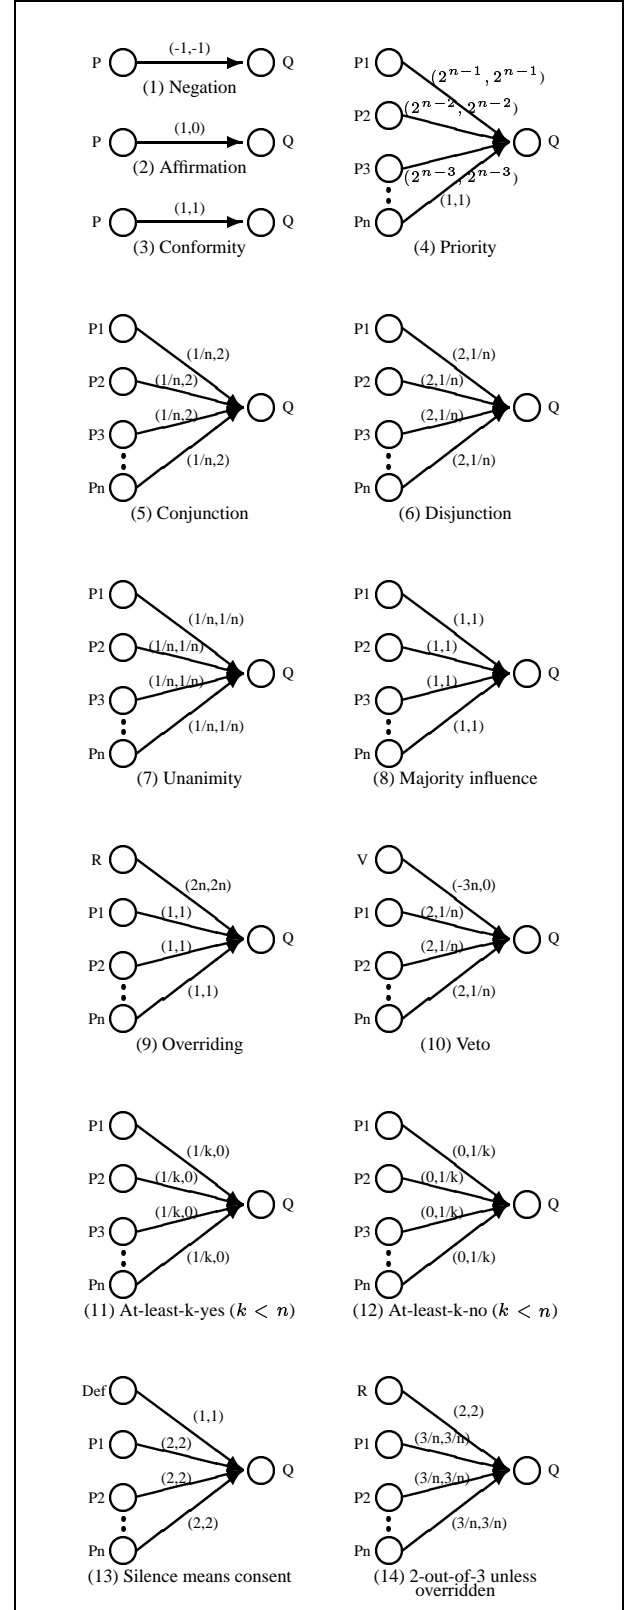 P (-1,-1) Q
(1) Negation
P (1,0) Q
(2) Affirmation
P (1,1) Q
(3) Conformity
P1 (2^{n-1}, 2^{n-1})
P2 (2^{n-2}, 2^{n-2}) Q
P3 (2^{n-3}, 2^{n-3})
Pn (1,1)
(4) Priority
P1 (1/n,2)
P2 (1/n,2) Q
P3 (1/n,2)
Pn (1/n,2)
(5) Conjunction
P1 (2,1/n)
P2 (2,1/n) Q
P3 (2,1/n)
Pn (2,1/n)
(6) Disjunction
P1 (1/n,1/n)
P2 (1/n,1/n) Q
P3 (1/n,1/n)
Pn (1/n,1/n)
(7) Unanimity
P1 (1,1)
P2 (1,1) Q
P3 (1,1)
Pn (1,1)
(8) Majority influence
R (2n,2n)
P1 (1,1) Q
P2 (1,1)
Pn (1,1)
(9) Overriding
V (-3n,0)
P1 (2,1/n) Q
P2 (2,1/n)
Pn (2,1/n)
(10) Veto
P1 (1/k,0)
P2 (1/k,0) Q
P3 (1/k,0)
Pn (1/k,0)
(11) At-least-k-yes (k < n)
P1 (0,1/k)
P2 (0,1/k) Q
P3 (0,1/k)
Pn (0,1/k)
(12) At-least-k-no (k < n)
Def (1,1)
P1 (2,2) Q
P2 (2,2)
Pn (2,2)
(13) Silence means consent
R (2,2)
P1 (3/n,3/n) Q
P2 (3/n,3/n)
Pn (3/n,3/n)
(14) 2-out-of-3 unless
overridden